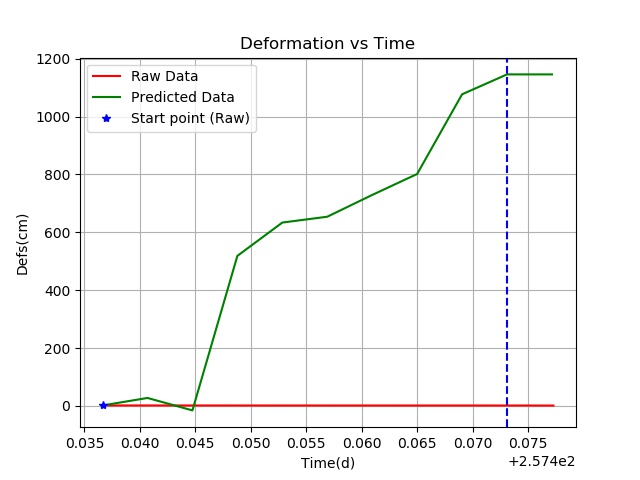 Deformation vs Time
Raw Data
Predicted Data
Start point (Raw)
1200
1000
800
600
400
200
0
Defs(cm)
0.035 0.040 0.045 0.050 0.055 0.060 0.065 0.070 0.075
Time(d)
+2.574e2